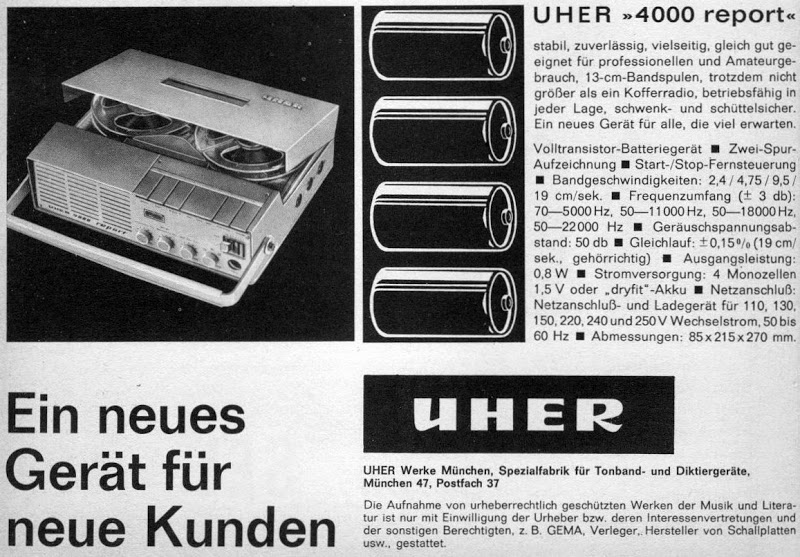 UHER
UHER 4000 report
UHER »4000 report«
stabil, zuverlässig, vielseitig, gleich gut ge-
eignet für professionellen und Amateurge-
brauch, 13-cm-Bandspulen, trotzdem nicht
größer als ein Kofferradio, betriebsfähig in
jeder Lage, schwenk- und schüttelsicher.
Ein neues Gerät für alle, die viel erwarten.
Volltransistor-Batteriegerät ■ Zwei-Spur-
Aufzeichnung ■ Start-/Stop-Fernsteuerung
■ Bandgeschwindigkeiten: 2,4 / 4,75 / 9,5 /
19 cm/sek. ■ Frequenzumfang (± 3 db):
70—5000 Hz, 50—11000 Hz, 50—18000 Hz,
50—22000 Hz ■ Geräuschspannungsab-
stand: 50 db ■ Gleichlauf: ±0,15% (19 cm/
sek., gehörrichtig) ■ Ausgangsleistung:
0,8 W ■ Stromversorgung: 4 Monozellen
1,5 V oder „dryfit"-Akku ■ Netzanschluß:
Netzanschluß- und Ladegerät für 110, 130,
150, 220, 240 und 250 V Wechselstrom, 50 bis
60 Hz ■ Abmessungen: 85 x 215 x 270 mm.
Ein neues
Gerät für
neue Kunden
UHER
UHER Werke München, Spezialfabrik für Tonband- und Diktiergeräte,
München 47, Postfach 37
Die Aufnahme von urheberrechtlich geschützten Werken der Musik und Litera-
tur ist nur mit Einwilligung der Urheber bzw. deren Interessenvertretungen und
der sonstigen Berechtigten, z. B. GEMA, Verleger, Hersteller von Schallplatten
usw., gestattet.